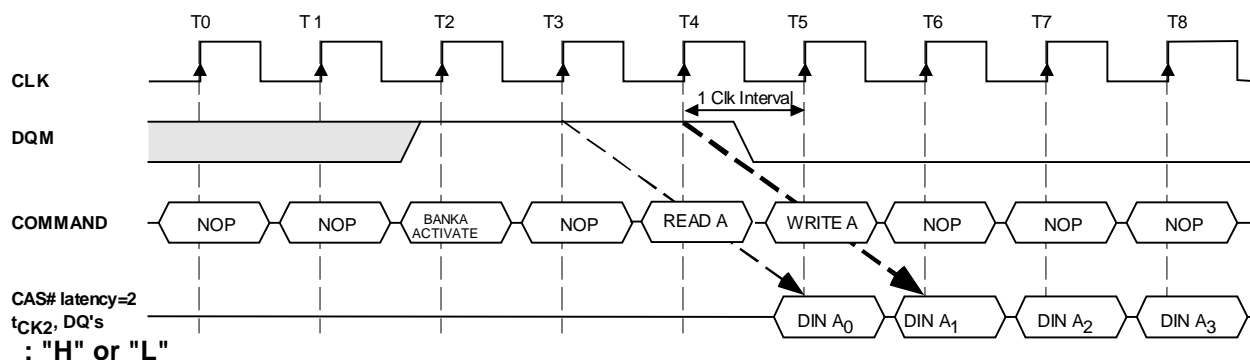 T0 T1 T2 T3 T4 T5 T6 T7 T8
CLK
1 Clk Interval
DQM
COMMAND NOP NOP BANKA ACTIVATE NOP READ A WRITE A NOP NOP NOP
CAS# latency=2
tCK2, DQ's DIN A0 DIN A1 DIN A2 DIN A3
: "H" or "L"